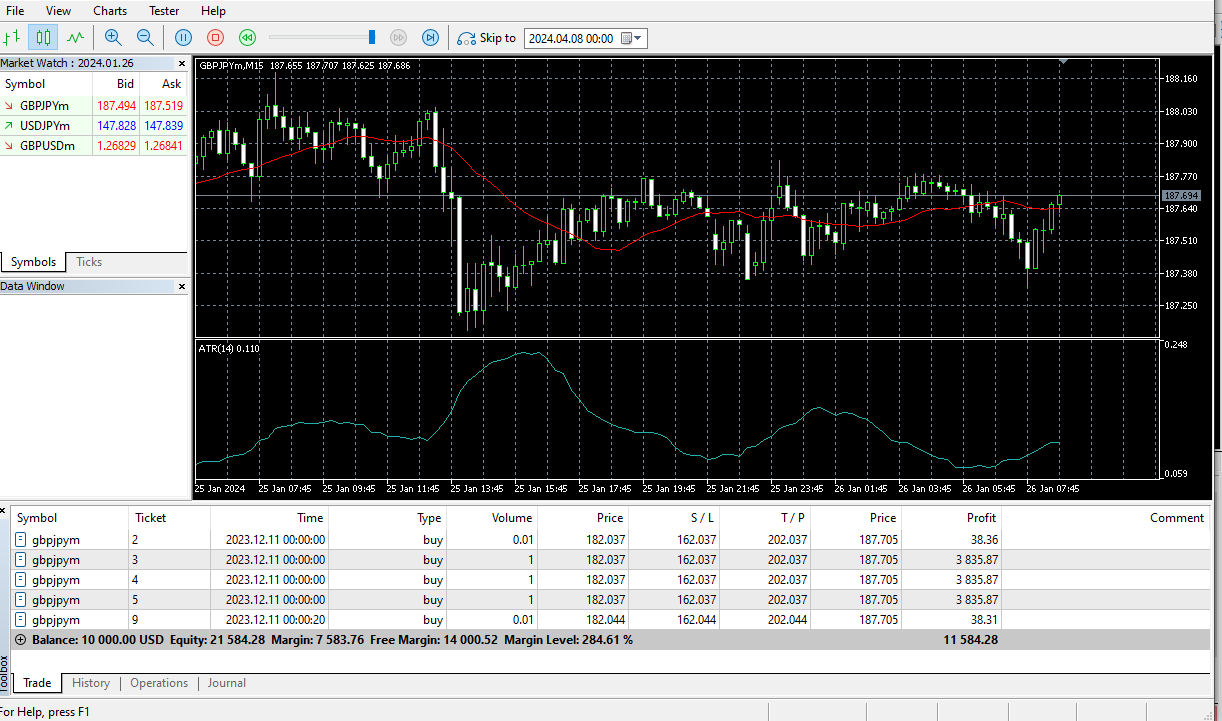 File View Charts Tester Help
Skip to 2024.04.08 00:00
Market Watch : 2024.01.26
Symbol Bid Ask
GBPJPYm 187.494 187.519
USDJPYm 147.828 147.839
GBPUSDm 1.26829 1.26841
Symbols Ticks
Data Window
GBPJPYm,M15 187.655 187.707 187.625 187.686
188.160
188.030
187.900
187.770
187.694
187.640
187.510
187.380
187.250
ATR(14) 0.110
0.248
0.059
25 Jan 2024 25 Jan 07:45 25 Jan 09:45 25 Jan 11:45 25 Jan 13:45 25 Jan 15:45 25 Jan 17:45 25 Jan 19:45 25 Jan 21:45 25 Jan 23:45 26 Jan 01:45 26 Jan 03:45 26 Jan 05:45 26 Jan 07:45
Symbol Ticket Time Type Volume Price S / L T / P Price Profit Comment
gbpjpym 2 2023.12.11 00:00:00 buy 0.01 182.037 162.037 202.037 187.705 38.36
gbpjpym 3 2023.12.11 00:00:00 buy 1 182.037 162.037 202.037 187.705 3 835.87
gbpjpym 4 2023.12.11 00:00:00 buy 1 182.037 162.037 202.037 187.705 3 835.87
gbpjpym 5 2023.12.11 00:00:00 buy 1 182.037 162.037 202.037 187.705 3 835.87
gbpjpym 9 2023.12.11 00:00:20 buy 0.01 182.044 162.044 202.044 187.705 38.31
Balance: 10 000.00 USD Equity: 21 584.28 Margin: 7 583.76 Free Margin: 14 000.52 Margin Level: 284.61 % 11 584.28
Toolbox
Trade History Operations Journal
For Help, press F1